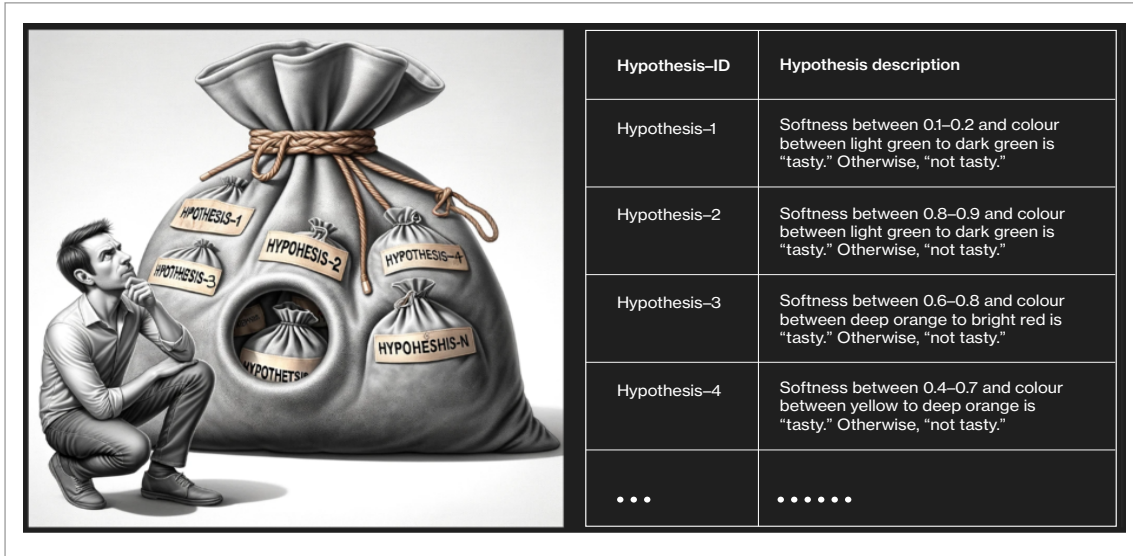 HPOTHESIS-1
HYPOHESIS-2
HYPOTHESIS-4
HYPOTHHESIS-3
HYPOHESHIS-N
HYPOTHETSI
Hypothesis–ID
Hypothesis description
Hypothesis–1
Softness between 0.1–0.2 and colour
between light green to dark green is
“tasty.” Otherwise, “not tasty.”
Hypothesis–2
Softness between 0.8–0.9 and colour
between light green to dark green is
“tasty.” Otherwise, “not tasty.”
Hypothesis–3
Softness between 0.6–0.8 and colour
between deep orange to bright red is
“tasty.” Otherwise, “not tasty.”
Hypothesis–4
Softness between 0.4–0.7 and colour
between yellow to deep orange is
“tasty.” Otherwise, “not tasty.”
• • •
• • • • • •